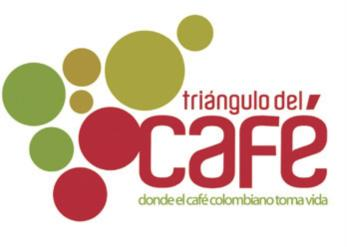 triángulo del
café
donde el café colombiano toma vida